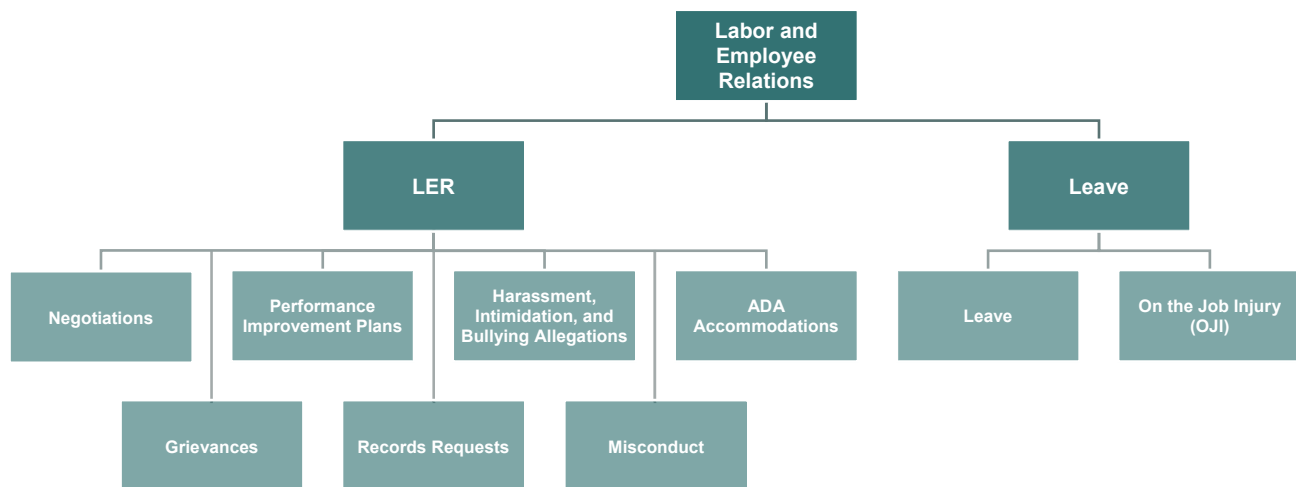 Labor and
Employee
Relations
LER
Leave
Negotiations
Performance
Improvement Plans
Harassment,
Intimidation, and
Bullying Allegations
ADA
Accommodations
Leave
On the Job Injury
(OJI)
Grievances
Records Requests
Misconduct